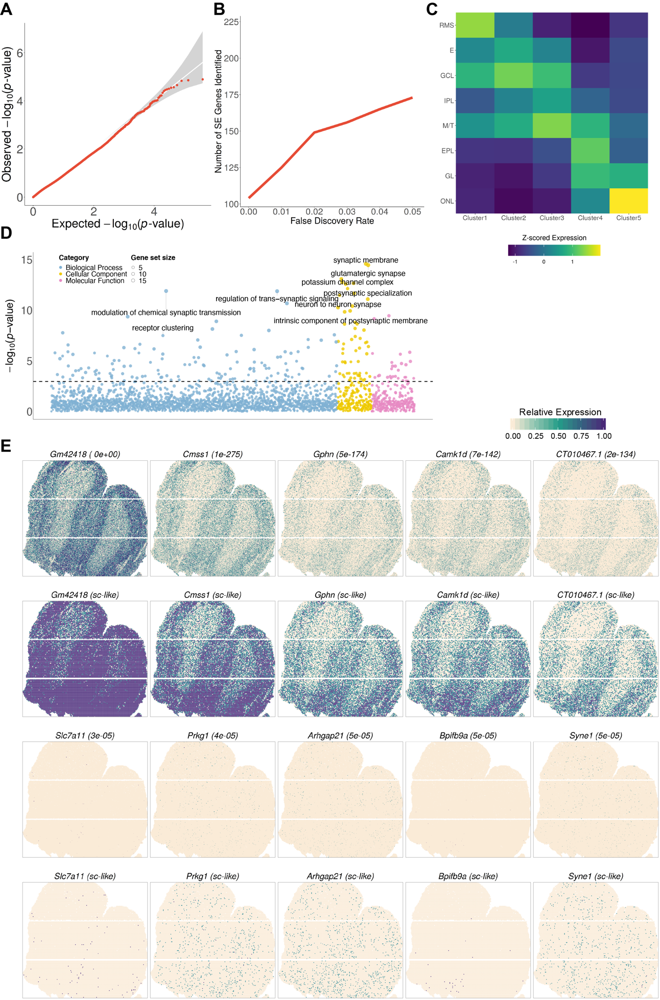 A
Observed −log10(p-value)
6
4
2
0
0 2 4
Expected −log10(p-value)
B
Number of SE Genes Identified
225
200
175
150
125
100
0.00 0.01 0.02 0.03 0.04 0.05
False Discovery Rate
C
RMS
E
GCL
IPL
M/T
EPL
GL
ONL
Cluster1 Cluster2 Cluster3 Cluster4 Cluster5
Z-scored Expression
-1 0 1
D
−log10(p−value)
15
10
5
0
Category
Biological Process
Cellular Component
Molecular Function
Gene set size
5
10
15
synaptic membrane
glutamatergic synapse
potassium channel complex
postsynaptic specialization
regulation of trans−synaptic signaling
neuron to neuron synapse
modulation of chemical synaptic transmission
intrinsic component of postsynaptic membrane
receptor clustering
Relative Expression
0.00 0.25 0.50 0.75 1.00
E
Gm42418 ( 0e+00) Cmss1 (1e-275) Gphn (5e-174) Camk1d (7e-142) CT010467.1 (2e-134)
Gm42418 (sc-like) Cmss1 (sc-like) Gphn (sc-like) Camk1d (sc-like) CT010467.1 (sc-like)
Slc7a11 (3e-05) Prkg1 (4e-05) Arhgap21 (5e-05) Bpifb9a (5e-05) Syne1 (5e-05)
Slc7a11 (sc-like) Prkg1 (sc-like) Arhgap21 (sc-like) Bpifb9a (sc-like) Syne1 (sc-like)